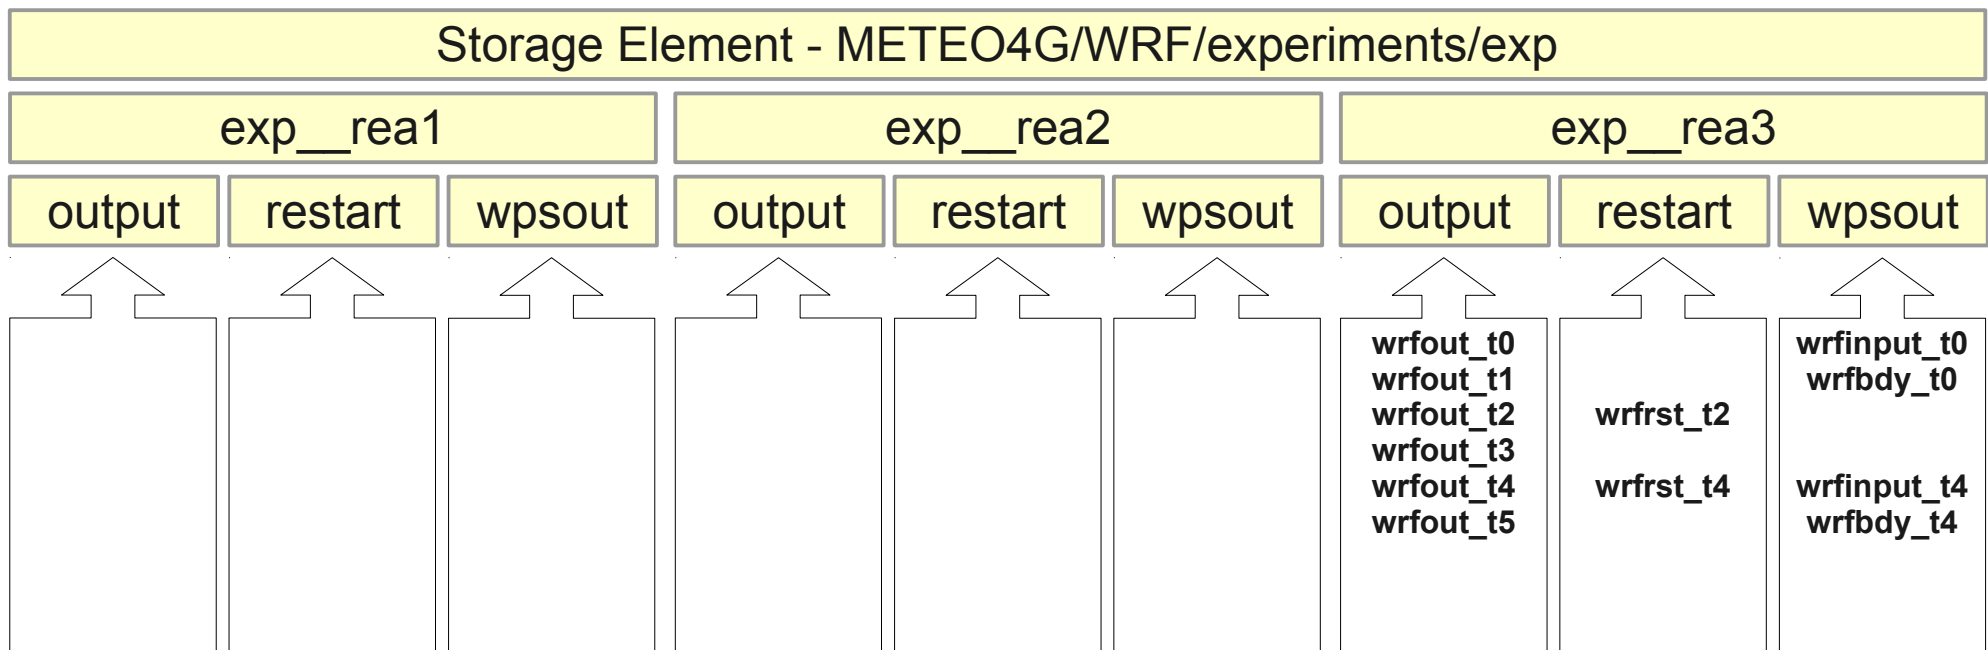 Storage Element - METEO4G/WRF/experiments/exp
exp__rea1
exp__rea2
exp__rea3
output
restart
wpsout
output
restart
wpsout
output
restart
wpsout
wrfout_t0
wrfout_t1
wrfout_t2
wrfout_t3
wrfout_t4
wrfout_t5
wrfrst_t2
wrfrst_t4
wrfinput_t0
wrfbdy_t0
wrfinput_t4
wrfbdy_t4